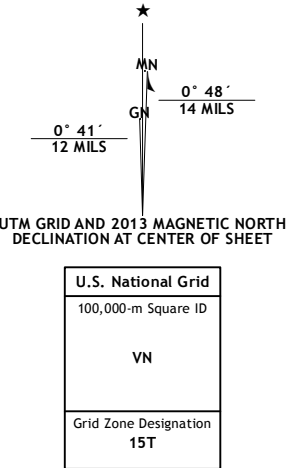 ★
MN
0° 48´
14 MILS
GN
0° 41´
12 MILS
UTM GRID AND 2013 MAGNETIC NORTH
DECLINATION AT CENTER OF SHEET
U.S. National Grid
100,000-m Square ID
VN
Grid Zone Designation
15T